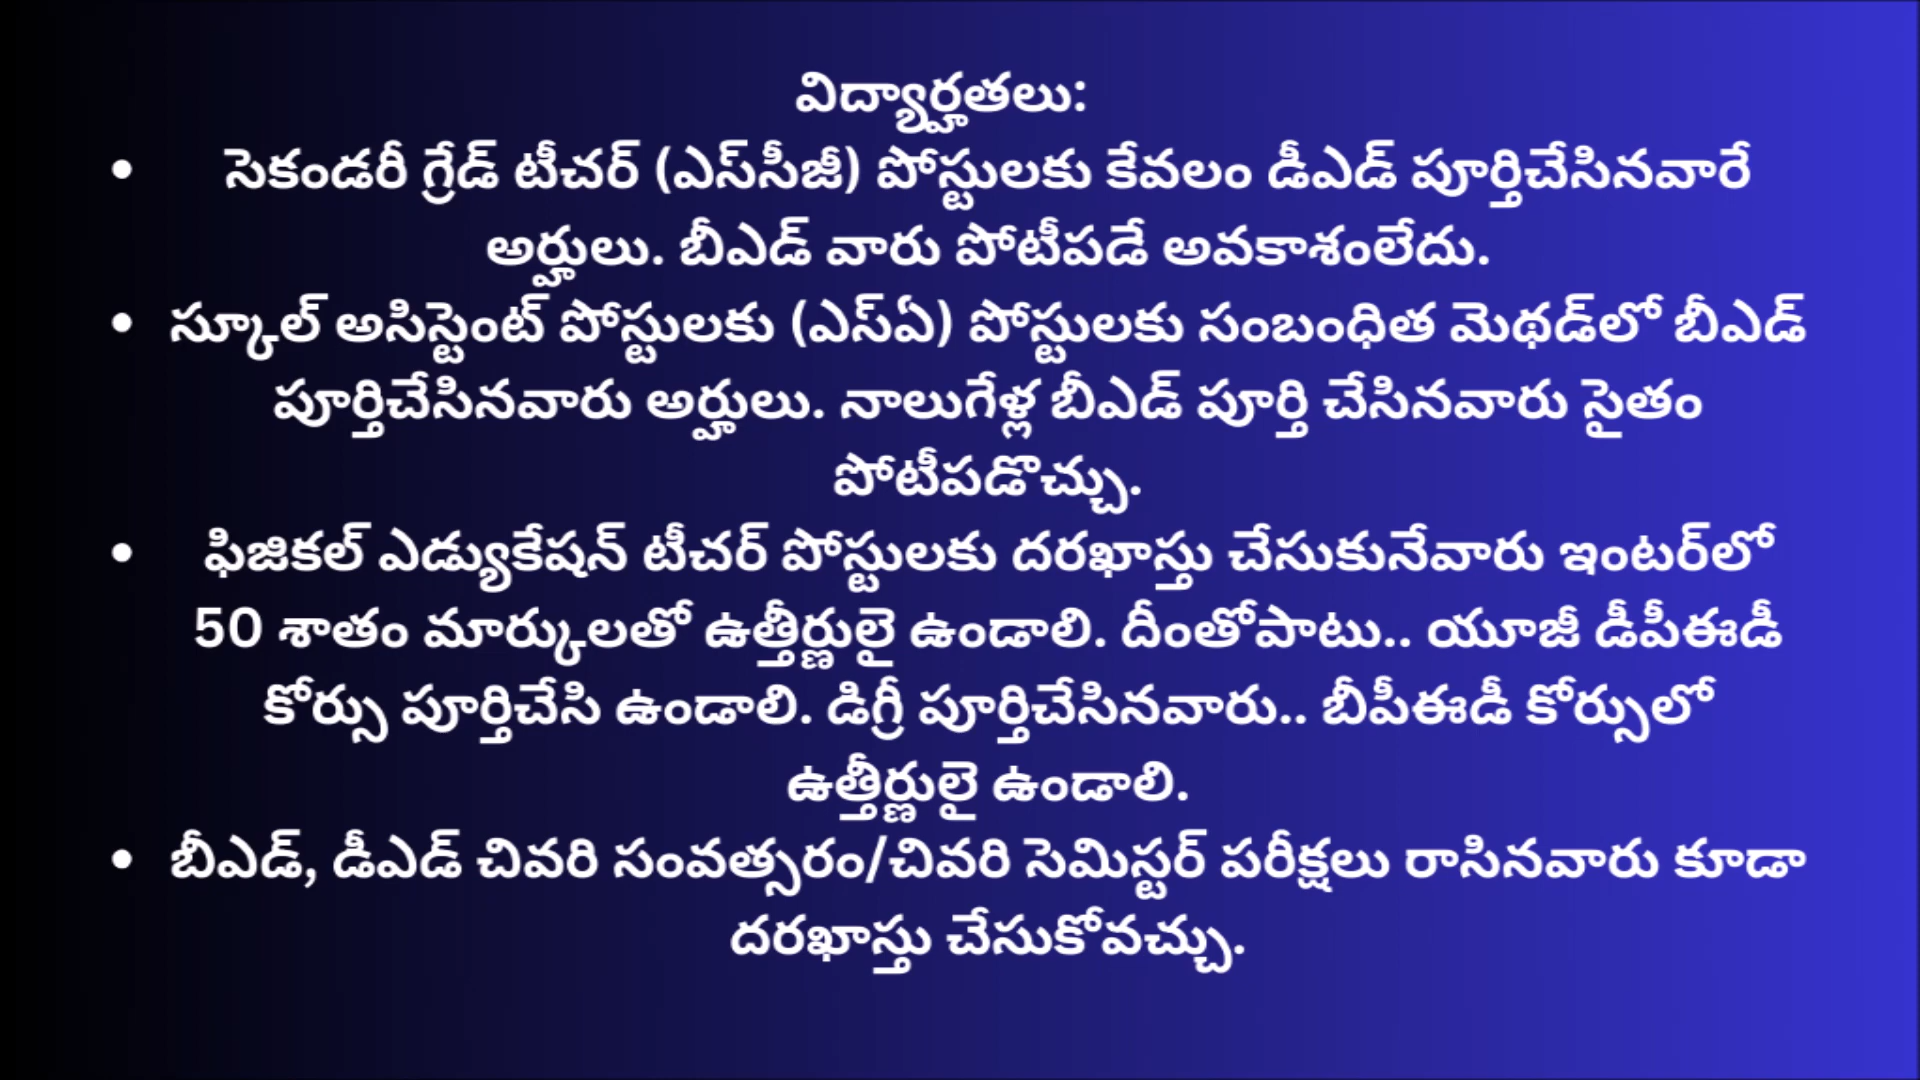 విద్యార్హతలు:
• సెకండరీ గ్రేడ్ టీచర్ (ఎస్‌సీజీ) పోస్టులకు కేవలం డీఎడ్ పూర్తిచేసినవారే
అర్హులు. బీఎడ్ వారు పోటీపడే అవకాశంలేదు.
• స్కూల్ అసిస్టెంట్ పోస్టులకు (ఎస్ఏ) పోస్టులకు సంబంధిత మెథడ్‌లో బీఎడ్
పూర్తిచేసినవారు అర్హులు. నాలుగేళ్ల బీఎడ్ పూర్తి చేసినవారు సైతం
పోటీపడొచ్చు.
• ఫిజికల్ ఎడ్యుకేషన్ టీచర్ పోస్టులకు దరఖాస్తు చేసుకునేవారు ఇంటర్‌లో
50 శాతం మార్కులతో ఉత్తీర్ణులై ఉండాలి. దీంతోపాటు.. యూజీ డీపీఈడీ
కోర్సు పూర్తిచేసి ఉండాలి. డిగ్రీ పూర్తిచేసినవారు.. బీపీఈడీ కోర్సులో
ఉత్తీర్ణులై ఉండాలి.
• బీఎడ్, డీఎడ్ చివరి సంవత్సరం/చివరి సెమిస్టర్ పరీక్షలు రాసినవారు కూడా
దరఖాస్తు చేసుకోవచ్చు.